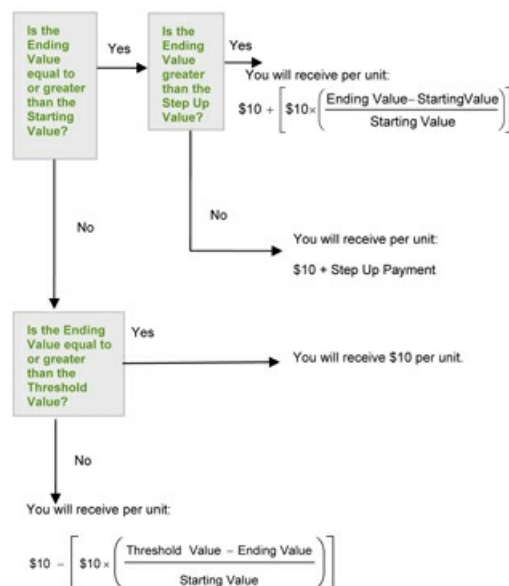 Is the
Ending
Value
equal to
or greater
than the
Starting
Value?
Yes
Is the
Ending
Value
greater
than the
Step Up
Value?
Yes
You will receive per unit:
$10 + [ $10× ( Ending Value – StartingValue / Starting Value ) ]
No
No
You will receive per unit:
$10 + Step Up Payment
Is the Ending
Value equal to
or greater
than the
Threshold
Value?
Yes
You will receive $10 per unit.
No
You will receive per unit:
$10 – [ $10 × ( Threshold Value – Ending Value / Starting Value ) ]